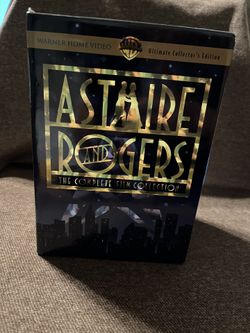 WARNER HOME VIDEO
Ultimate Collector's Edition
ASTAIRE
AND
ROGERS
THE COMPLETE FILM COLLECTION